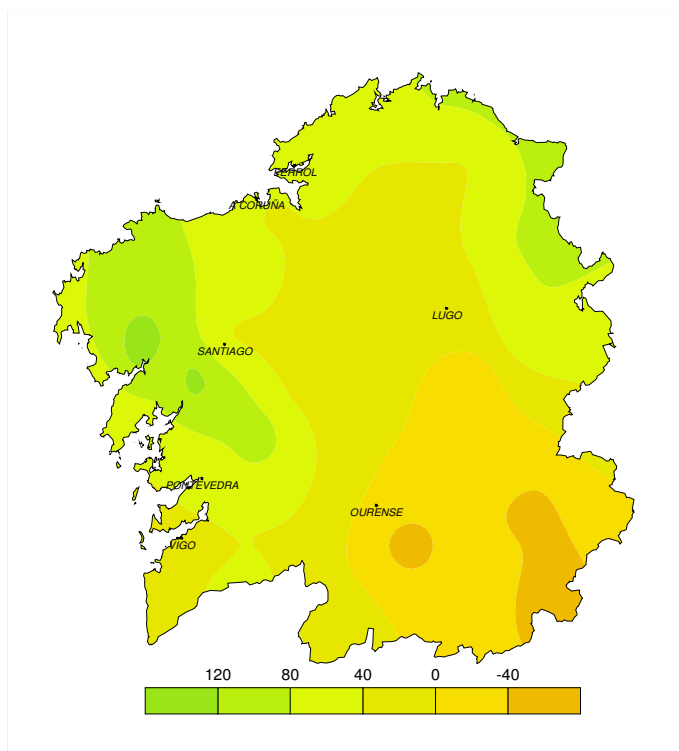 FERROL
A CORUÑA
LUGO
SANTIAGO
PONTEVEDRA
OURENSE
VIGO
120 80 40 0 -40